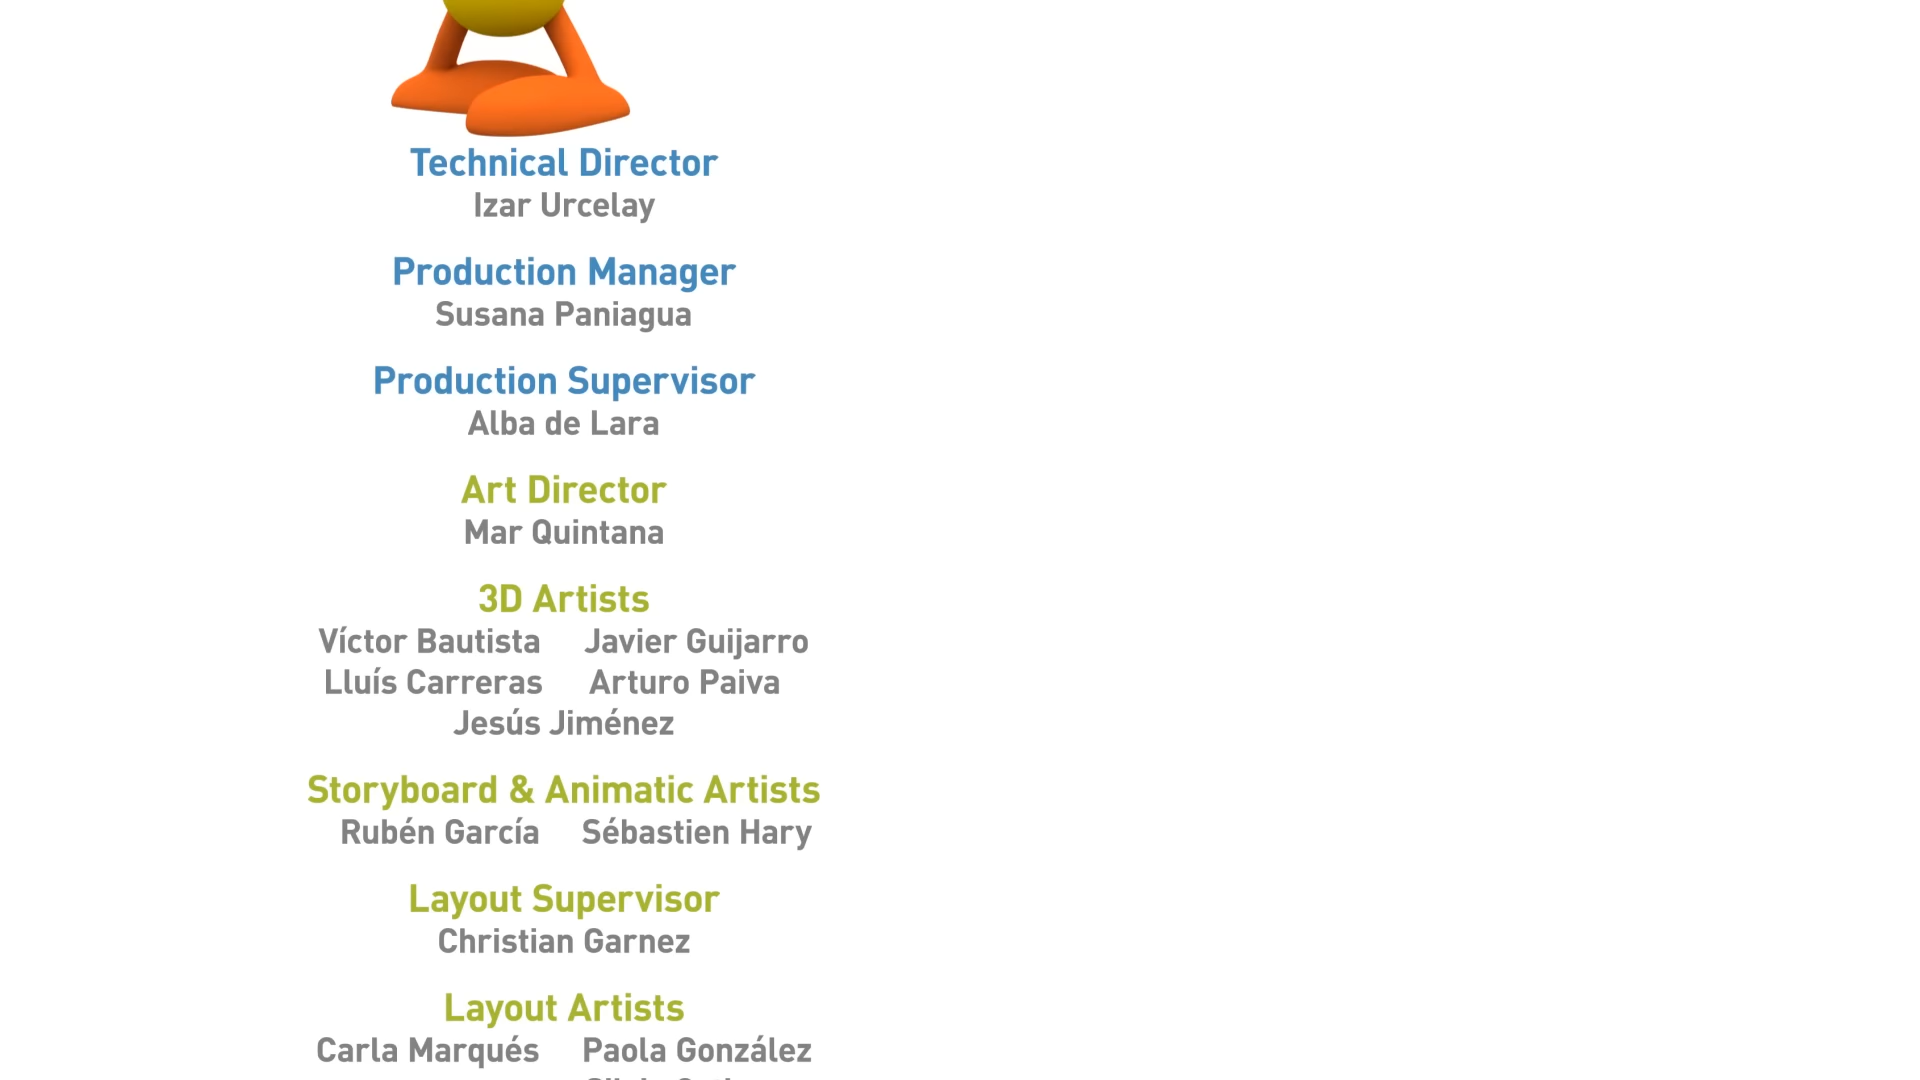 Technical Director
Izar Urcelay
Production Manager
Susana Paniagua
Production Supervisor
Alba de Lara
Art Director
Mar Quintana
3D Artists
Víctor Bautista Javier Guijarro
Lluís Carreras Arturo Paiva
Jesús Jiménez
Storyboard & Animatic Artists
Rubén García Sébastien Hary
Layout Supervisor
Christian Garnez
Layout Artists
Carla Marqués Paola González